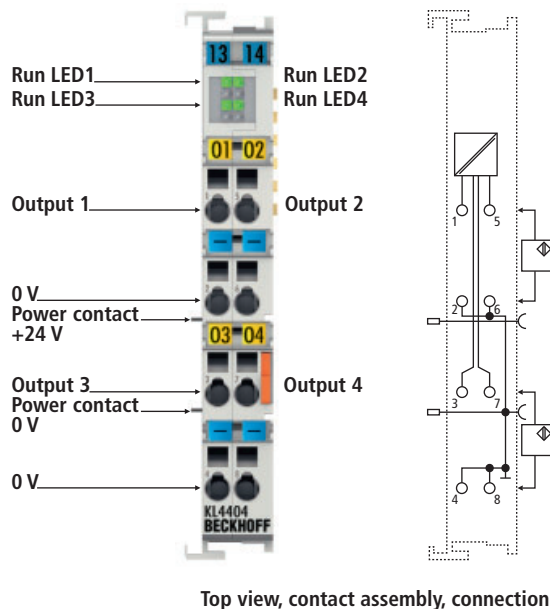 13 14
Run LED1 Run LED2
Run LED3 Run LED4
01 02
Output 1 Output 2
1 5
0 V
2 6
Power contact
+24 V
03 04
Output 3 Output 4
3 7
Power contact
0 V
0 V
4 8
KL4404
BECKHOFF
Top view, contact assembly, connection